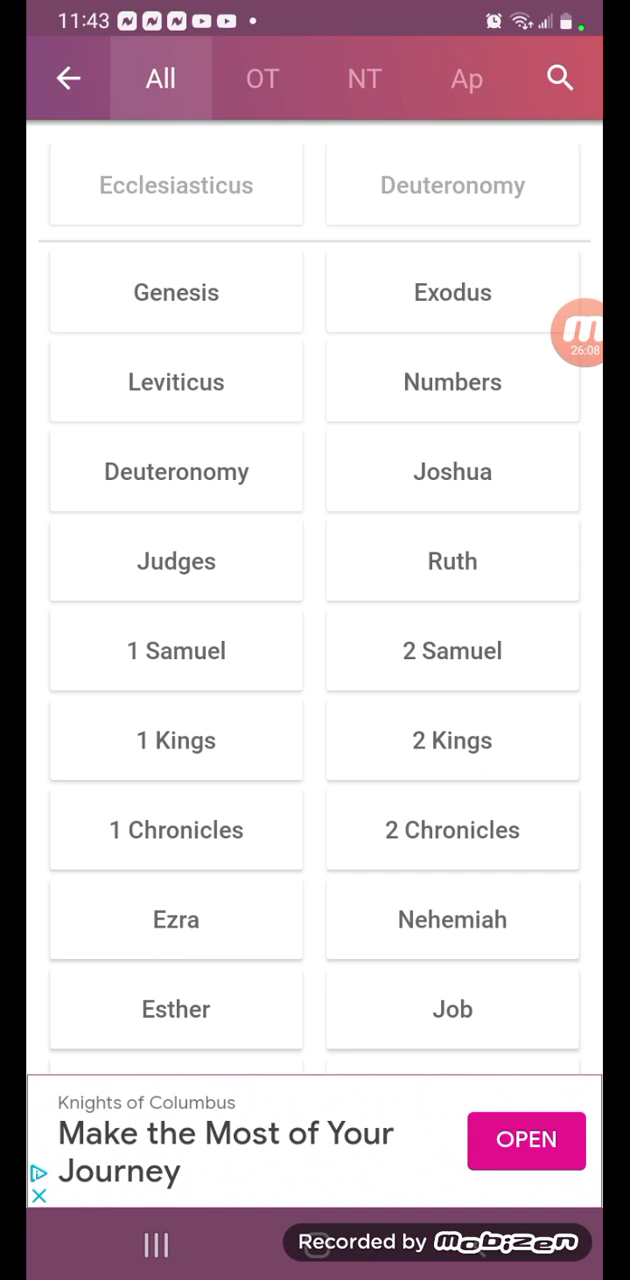 11:43
All OT NT Ap
Ecclesiasticus Deuteronomy
Genesis Exodus
m
26:08
Leviticus Numbers
Deuteronomy Joshua
Judges Ruth
1 Samuel 2 Samuel
1 Kings 2 Kings
1 Chronicles 2 Chronicles
Ezra Nehemiah
Esther Job
Knights of Columbus
Make the Most of Your
Journey
OPEN
Recorded by mobizen